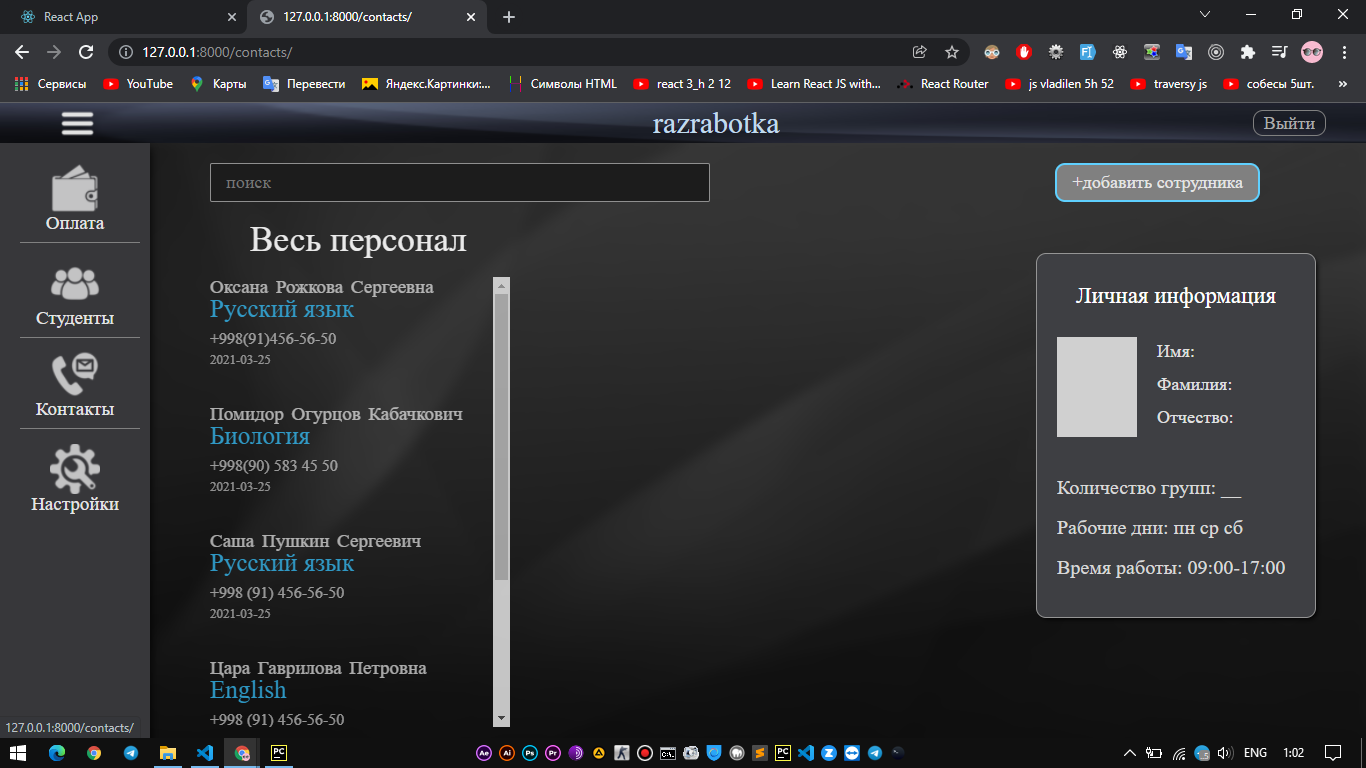 React App
127.0.0.1:8000/contacts/
127.0.0.1:8000/contacts/
Сервисы YouTube Карты Перевести Яндекс.Картинки:... Символы HTML react 3_h 2 12 Learn React JS with... React Router js vladilen 5h 52 traversy js собесы 5шт. »
razrabotka
Выйти
Оплата
Студенты
Контакты
Настройки
поиск
+добавить сотрудника
Весь персонал
Оксана Рожкова Сергеевна
Русский язык
+998(91)456-56-50
2021-03-25
Помидор Огурцов Кабачкович
Биология
+998(90) 583 45 50
2021-03-25
Саша Пушкин Сергеевич
Русский язык
+998 (91) 456-56-50
2021-03-25
Цара Гаврилова Петровна
English
+998 (91) 456-56-50
Личная информация
Имя:
Фамилия:
Отчество:
Количество групп: __
Рабочие дни: пн ср сб
Время работы: 09:00-17:00
127.0.0.1:8000/contacts/
PC Ae Ai Ps Pr PC ENG 1:02